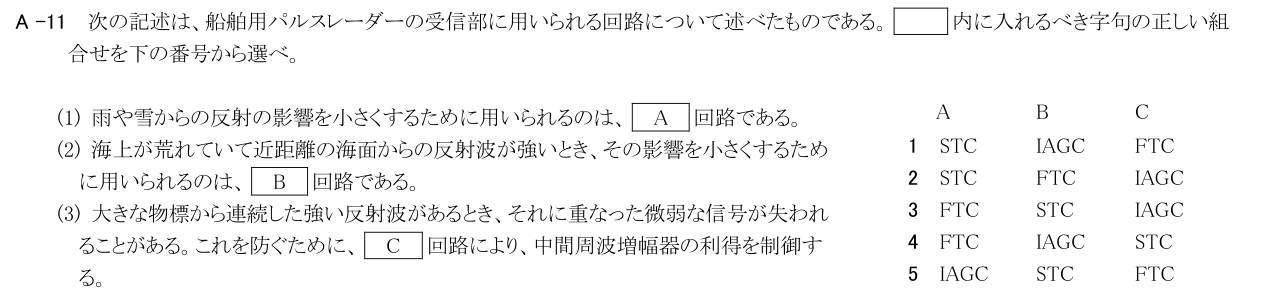 A－11　次の記述は、船舶用パルスレーダーの受信部に用いられる回路について述べたものである。　　　内に入れるべき字句の正しい組
合せを下の番号から選べ。
(1) 雨や雪からの反射の影響を小さくするために用いられるのは、 A 回路である。
(2) 海上が荒れていて近距離の海面からの反射波が強いとき、その影響を小さくするため
に用いられるのは、 B 回路である。
(3) 大きな物標から連続した強い反射波があるとき、それに重なった微弱な信号が失われ
ることがある。これを防ぐために、 C 回路により、中間周波増幅器の利得を制御す
る。
A B C
1 STC IAGC FTC
2 STC FTC IAGC
3 FTC STC IAGC
4 FTC IAGC STC
5 IAGC STC FTC